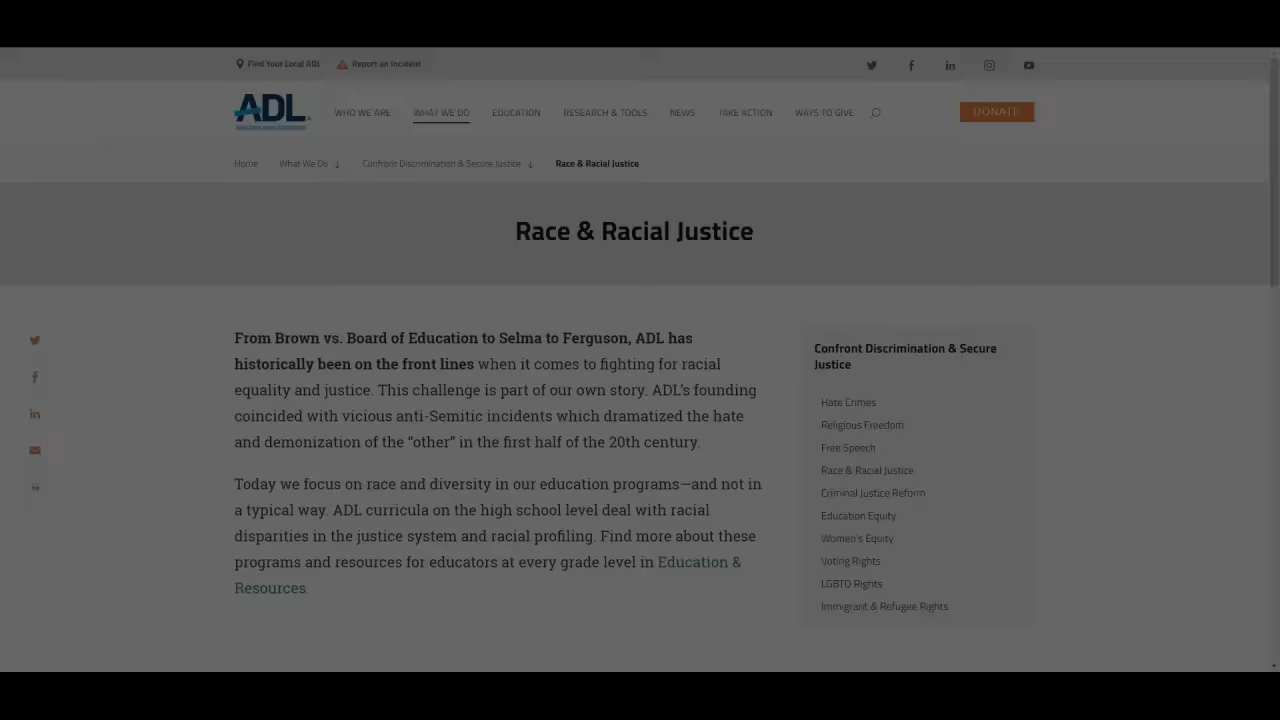 Find Your Local ADL Report an Incident
ADL
WHO WE ARE WHAT WE DO EDUCATION RESEARCH & TOOLS NEWS TAKE ACTION WAYS TO GIVE DONATE
Home What We Do Confront Discrimination & Secure Justice Race & Racial Justice
Race & Racial Justice
From Brown vs. Board of Education to Selma to Ferguson, ADL has
historically been on the front lines when it comes to fighting for racial
equality and justice. This challenge is part of our own story. ADL's founding
coincided with vicious anti-Semitic incidents which dramatized the hate
and demonization of the “other” in the first half of the 20th century.
Today we focus on race and diversity in our education programs—and not in
a typical way. ADL curricula on the high school level deal with racial
disparities in the justice system and racial profiling. Find more about these
programs and resources for educators at every grade level in Education &
Resources.
Confront Discrimination & Secure
Justice
Hate Crimes
Religious Freedom
Free Speech
Race & Racial Justice
Criminal Justice Reform
Education Equity
Women's Equity
Voting Rights
LGBTQ Rights
Immigrant & Refugee Rights